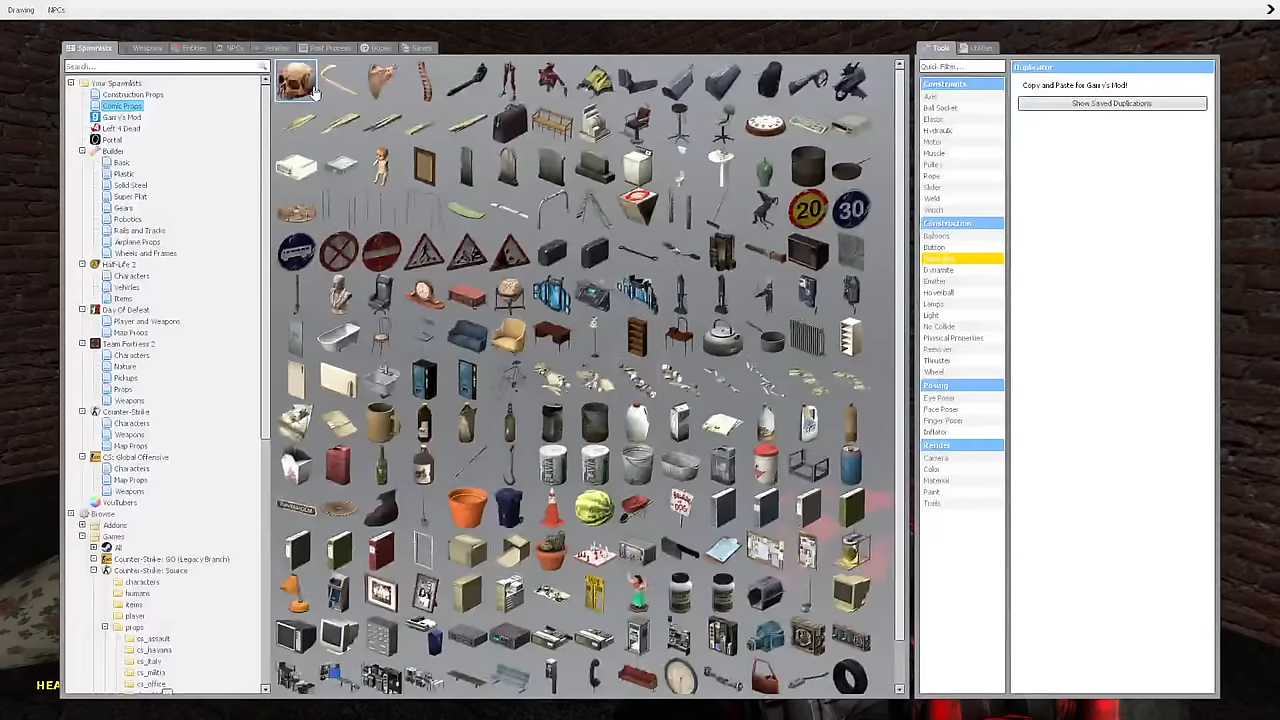 Drawing NPCs
Spawnlists Weapons Entities NPCs Vehicles Post Process Dupes Saves
Tools Utilities
Search...
Your Spawnlists
Construction Props
Comic Props
Garry's Mod
Left 4 Dead
Portal
Builder
Basic
Plastic
Solid Steel
Super Flat
Gears
Robotics
Rails and Tracks
Airplane Props
Wheels and Frames
Half-Life 2
Characters
Vehicles
Items
Day Of Defeat
Player and Weapons
Map Props
Team Fortress 2
Characters
Nature
Pickups
Props
Weapons
Counter-Strike
Characters
Weapons
Map Props
CS: Global Offensive
Characters
Map Props
Weapons
YouTubers
Browse
Addons
Games
All
Counter-Strike: GO (Legacy Branch)
Counter-Strike: Source
characters
humans
items
player
props
cs_assault
cs_havana
cs_italy
cs_militia
cs_office
20
30
HEA
Quick Filter...
Constraints
Axis
Ball Socket
Elastic
Hydraulic
Motor
Muscle
Pulley
Rope
Slider
Weld
Winch
Construction
Balloons
Button
Dynamite
Emitter
Hoverball
Lamps
Light
No Collide
Physical Properties
Remover
Thruster
Wheel
Posing
Eye Poser
Face Poser
Finger Poser
Inflator
Render
Camera
Color
Material
Paint
Trails
Duplicator
Copy and Paste for Garry's Mod!
Show Saved Duplications